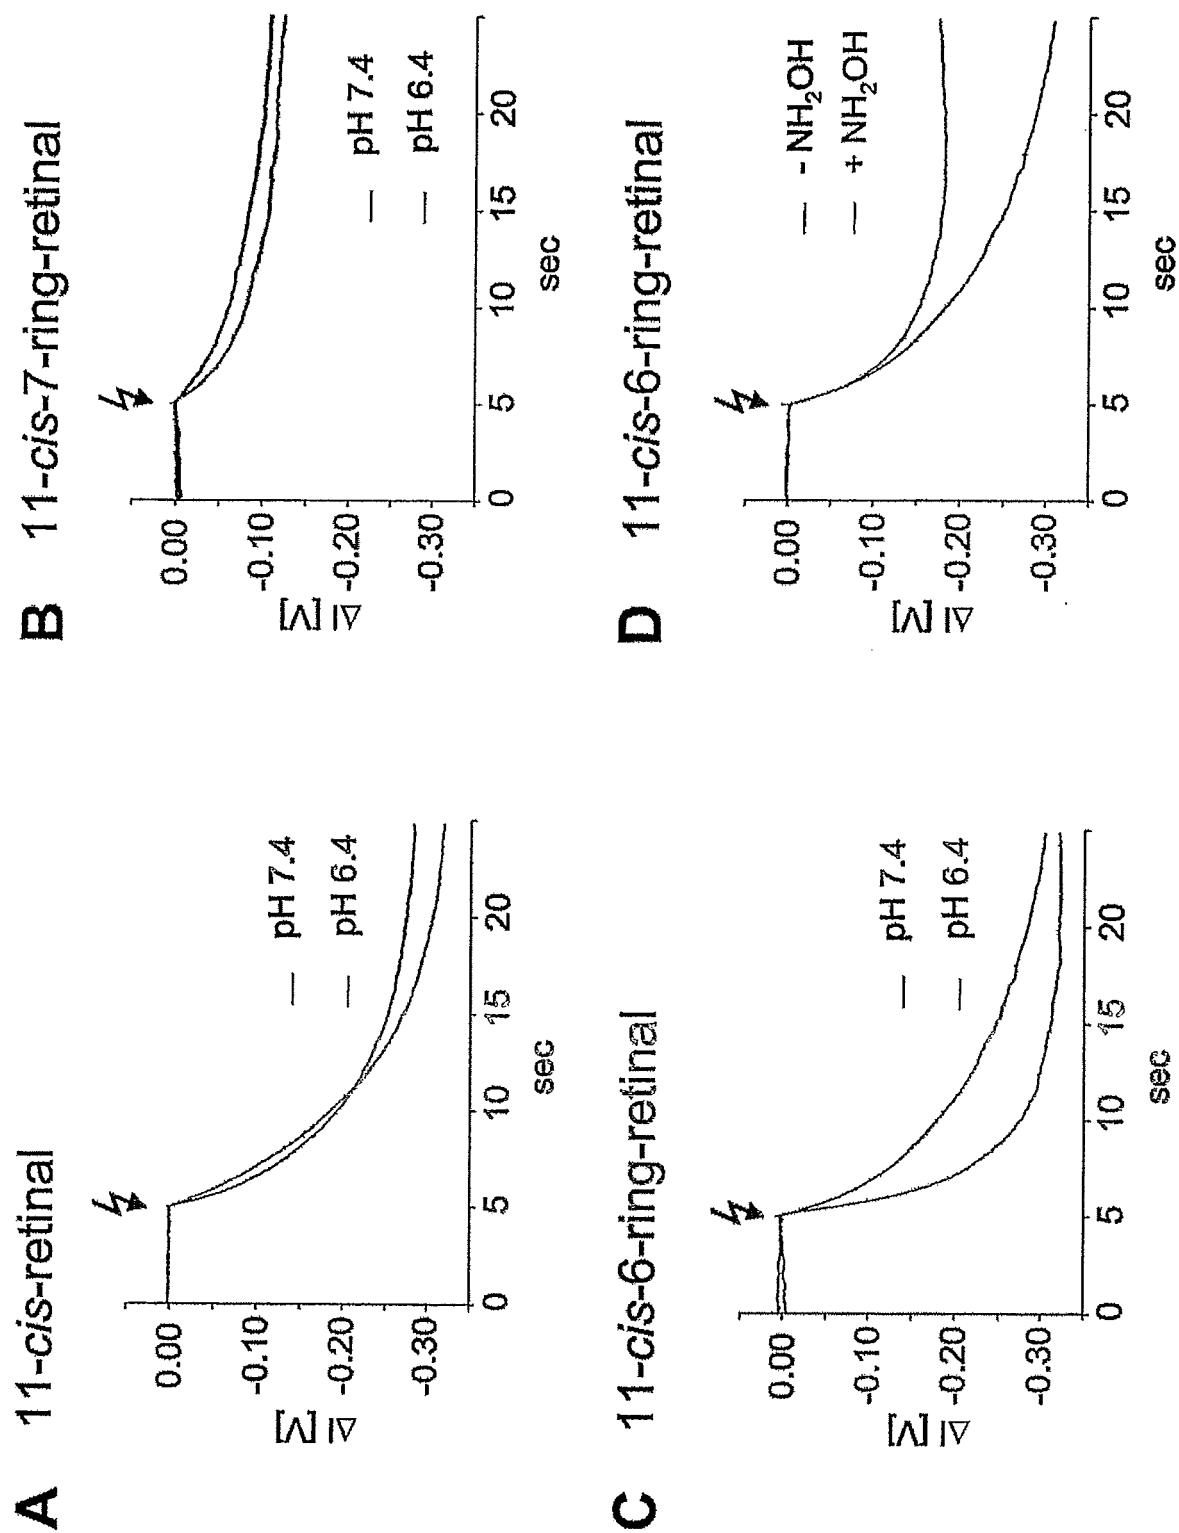 A 11-cis-retinal
0.00
-0.10
-0.20
-0.30
ΔI [V]
— pH 7.4
— pH 6.4
0 5 10 15 20
sec
B 11-cis-7-ring-retinal
0.00
-0.10
-0.20
-0.30
ΔI [V]
— pH 7.4
— pH 6.4
0 5 10 15 20
sec
C 11-cis-6-ring-retinal
0.00
-0.10
-0.20
-0.30
ΔI [V]
— pH 7.4
— pH 6.4
0 5 10 15 20
sec
D 11-cis-6-ring-retinal
0.00
-0.10
-0.20
-0.30
ΔI [V]
— - NH₂OH
— + NH₂OH
0 5 10 15 20
sec